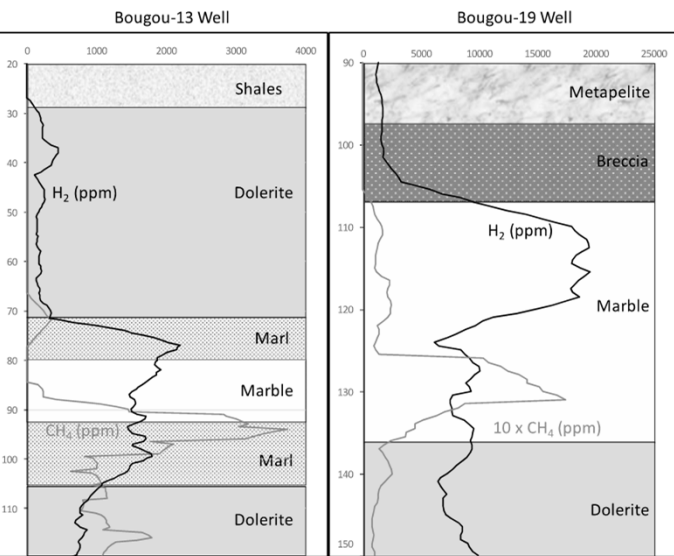 Bougou-13 Well
Bougou-19 Well
0 1000 2000 3000 4000
0 5000 10000 15000 20000 25000
20
30
40
50
60
70
80
90
100
110
Shales
H₂ (ppm)
Dolerite
Marl
Marble
CH₄ (ppm)
Marl
Dolerite
90
100
110
120
130
140
150
Metapelite
Breccia
H₂ (ppm)
Marble
10 x CH₄ (ppm)
Dolerite